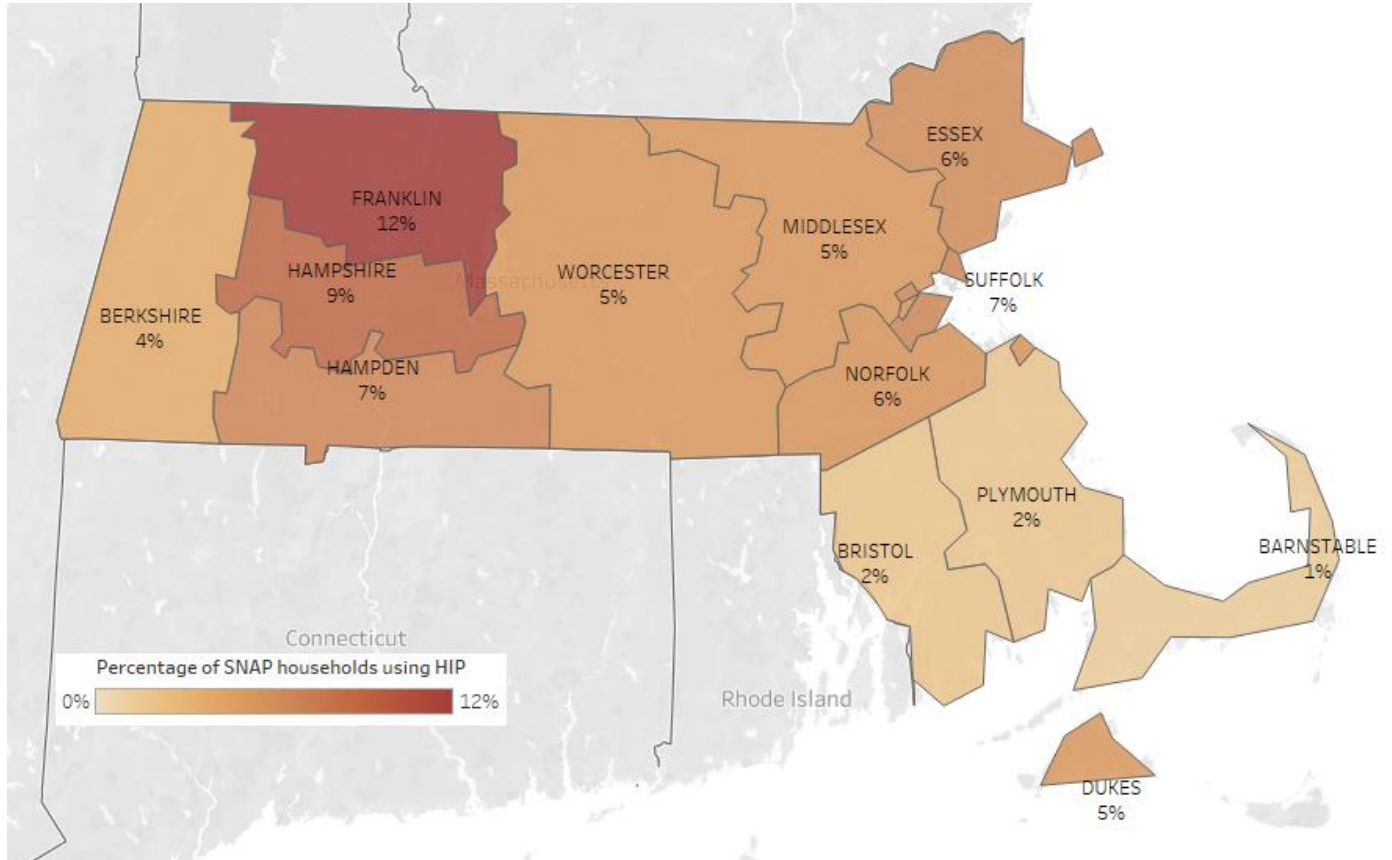 ESSEX
6%
FRANKLIN
12%
MIDDLESEX
5%
HAMPSHIRE
9%
WORCESTER
5%
Massachusetts
SUFFOLK
7%
BERKSHIRE
4%
HAMPDEN
7%
NORFOLK
6%
PLYMOUTH
2%
BRISTOL
2%
BARNSTABLE
1%
Connecticut
Percentage of SNAP households using HIP
0% 12%
Rhode Island
DUKES
5%